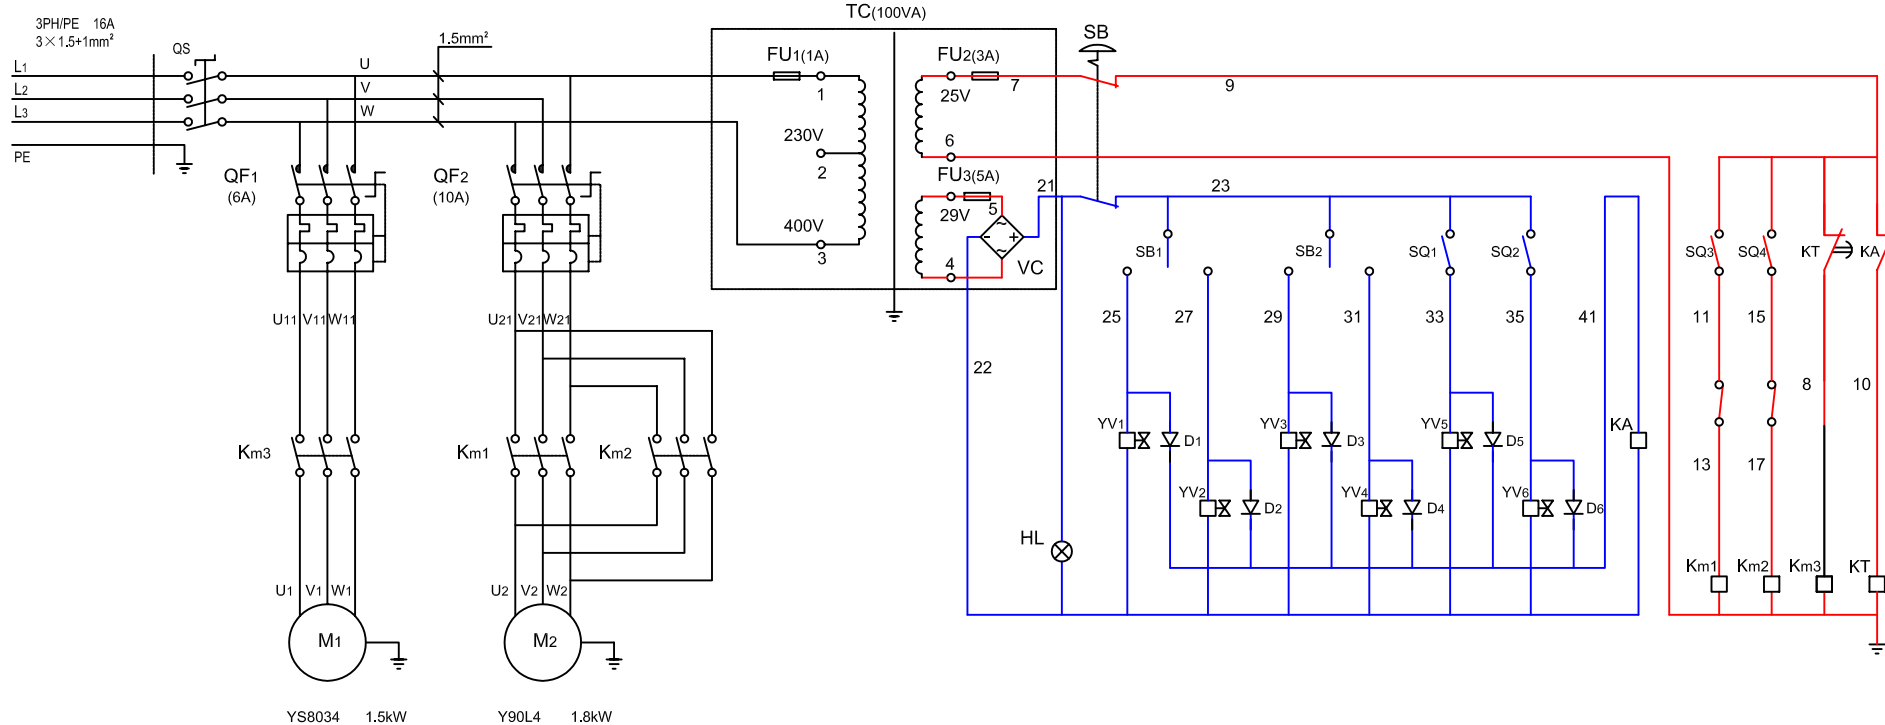 TC(100VA)
3PH/PE 16A
3×1.5+1mm²
QS
1.5mm²
SB
FU1(1A)
FU2(3A)
L1
U
1
25V
7
9
L2
V
L3
W
230V
6
PE
2
QF1
(6A)
QF2
(10A)
FU3(5A)
21
23
29V
5
400V
3
4
VC
SB1
SB2
SQ1
SQ2
SQ3
SQ4
KT
KA
U11 V11 W11
U21 V21 W21
25
27
29
31
33
35
41
11
15
22
8
10
Km3
Km1
Km2
YV1
D1
YV3
D3
YV5
D5
KA
13
17
YV2
D2
YV4
D4
YV6
D6
HL
Km1
Km2
Km3
KT
U1 V1 W1
U2 V2 W2
M1
M2
YS8034 1.5kW
Y90L4 1.8kW